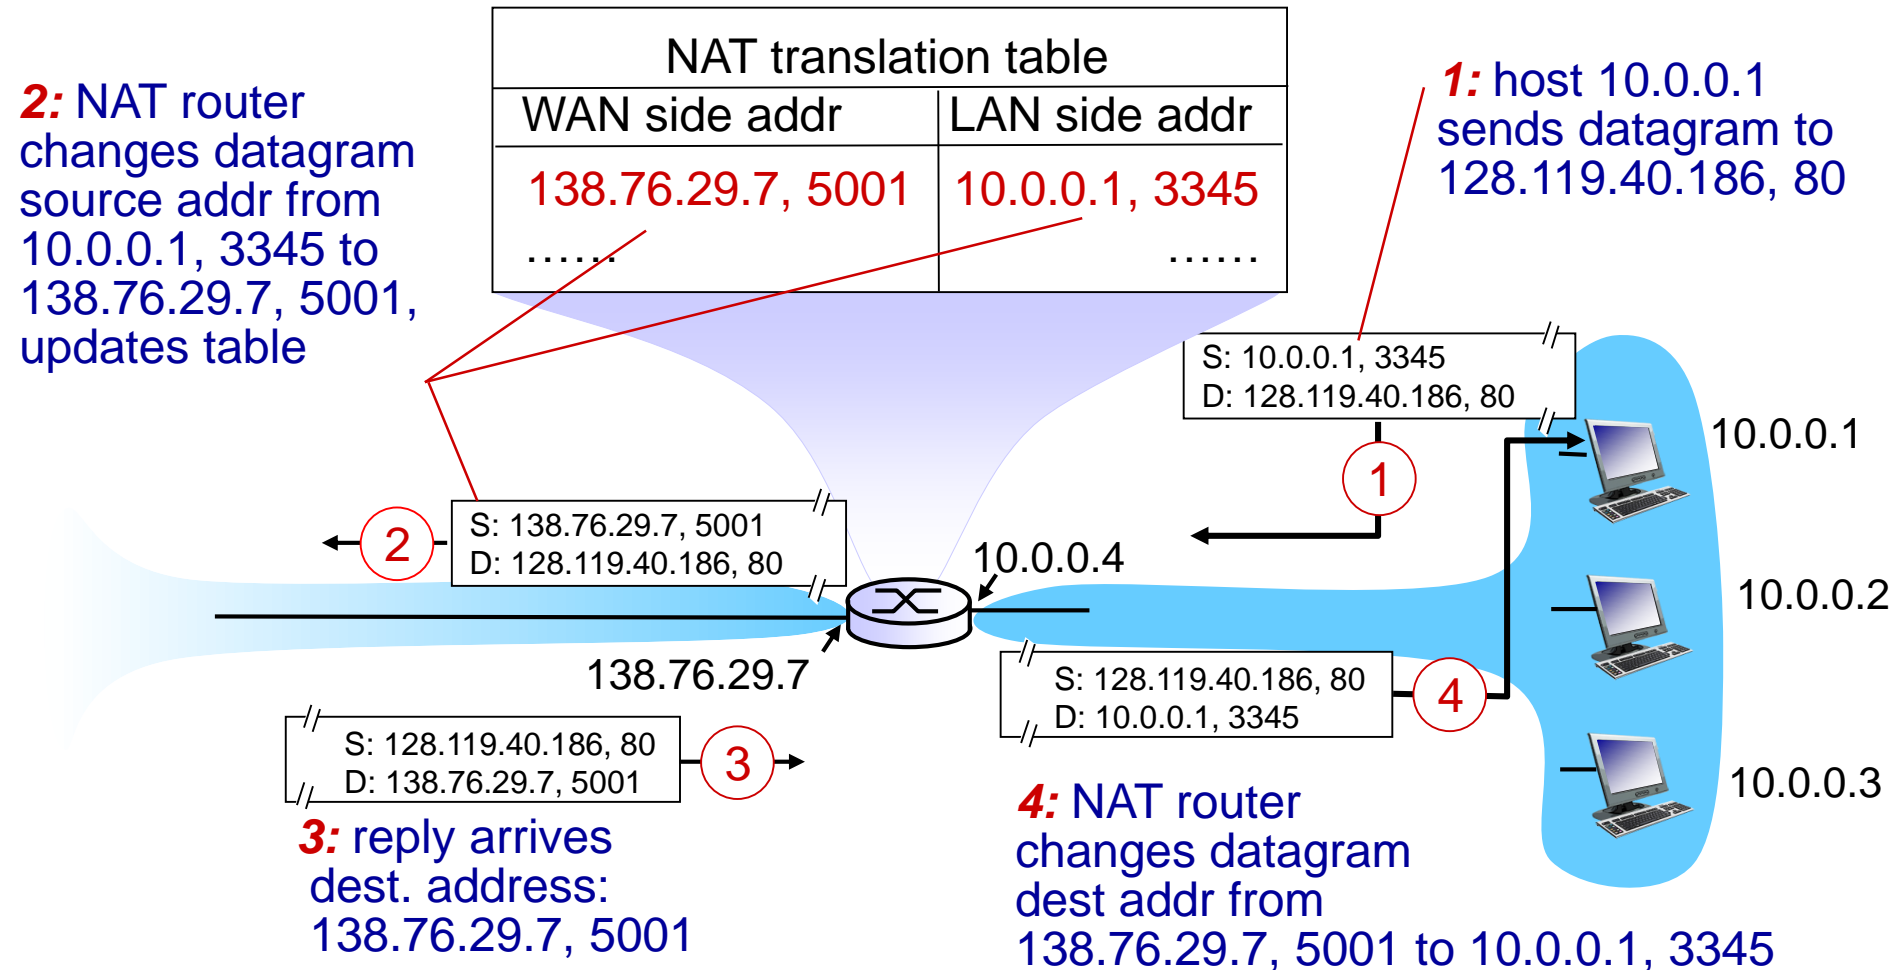 NAT translation table
WAN side addr LAN side addr
138.76.29.7, 5001 10.0.0.1, 3345
...... ......
2: NAT router
changes datagram
source addr from
10.0.0.1, 3345 to
138.76.29.7, 5001,
updates table
1: host 10.0.0.1
sends datagram to
128.119.40.186, 80
S: 10.0.0.1, 3345
D: 128.119.40.186, 80
1
10.0.0.1
S: 138.76.29.7, 5001
D: 128.119.40.186, 80
2
10.0.0.4
10.0.0.2
138.76.29.7
S: 128.119.40.186, 80
D: 10.0.0.1, 3345
4
S: 128.119.40.186, 80
D: 138.76.29.7, 5001
3
10.0.0.3
3: reply arrives
dest. address:
138.76.29.7, 5001
4: NAT router
changes datagram
dest addr from
138.76.29.7, 5001 to 10.0.0.1, 3345